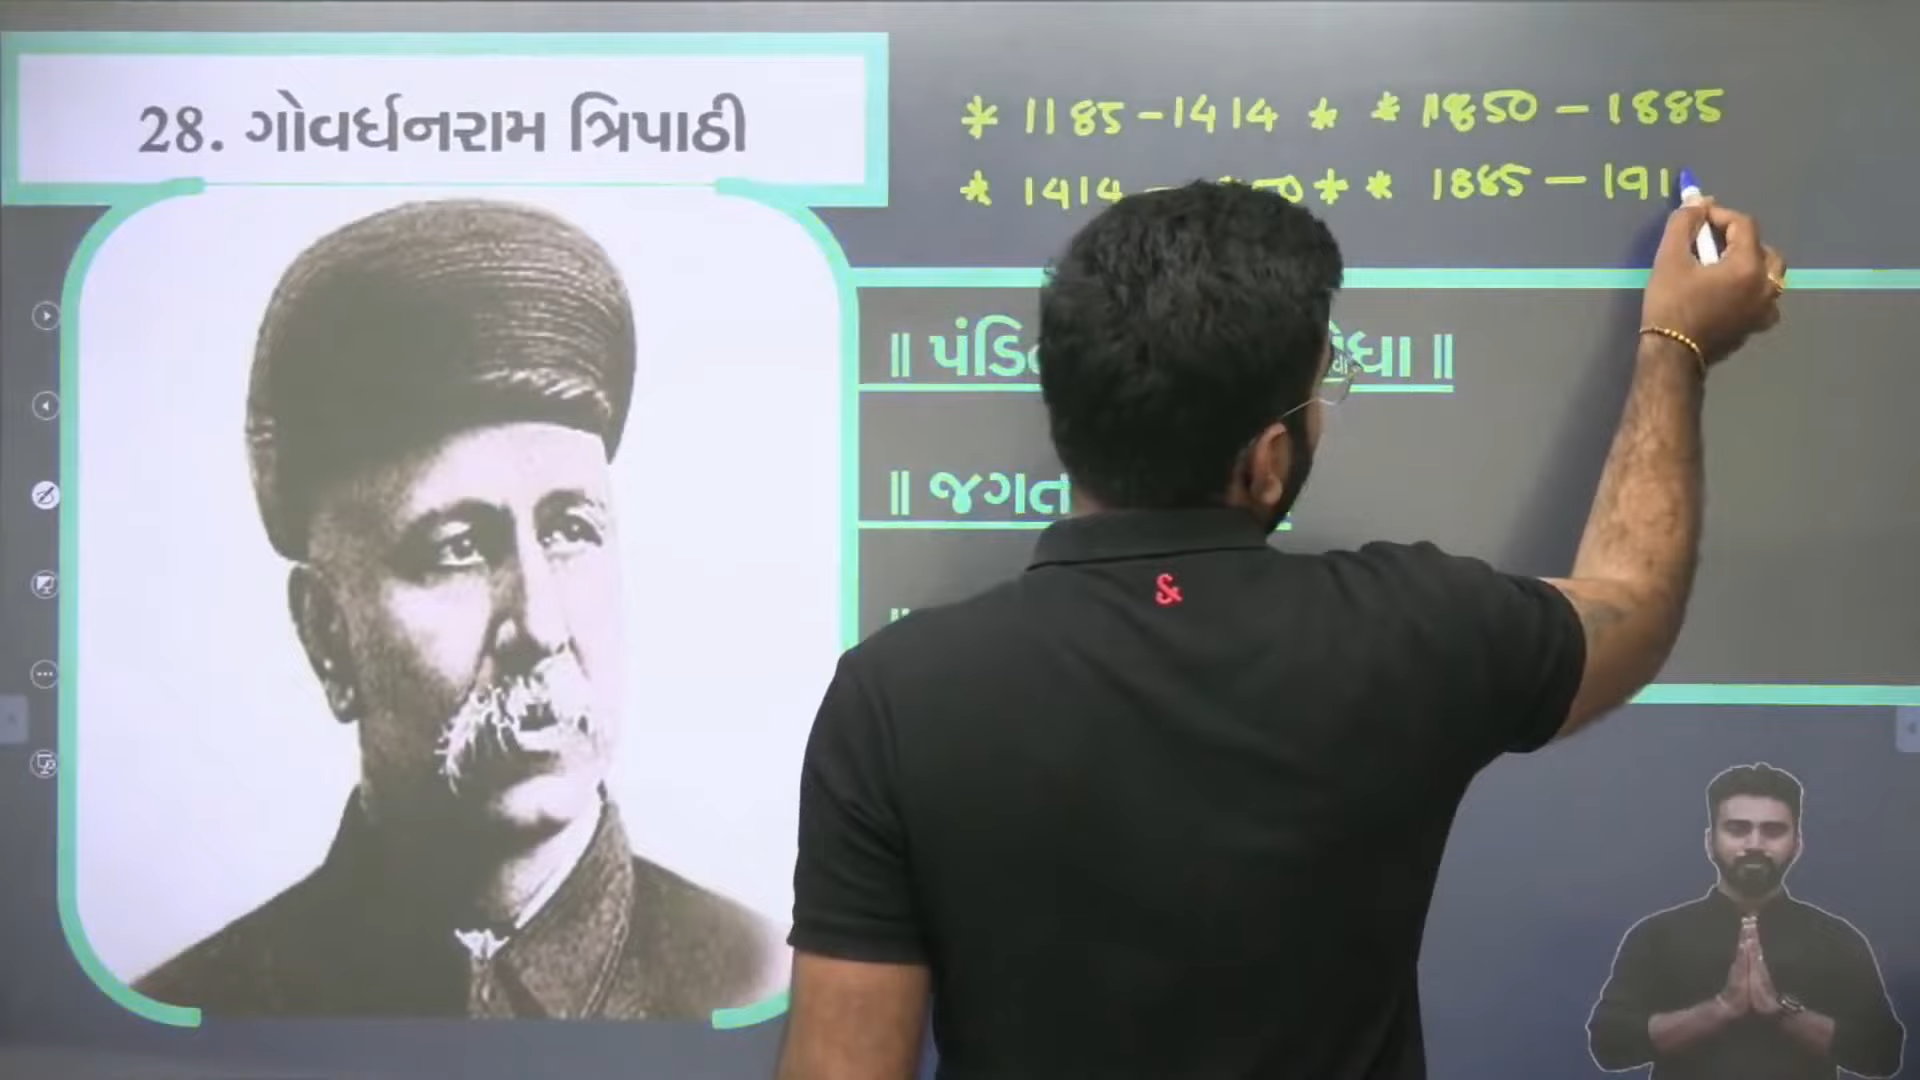 28. ગોવર્ધનરામ ત્રિપાઠી
* 1185-1414 * * 1850 - 1885
* 1414 - * * 1885 - 191
||
||
|| જગત
&